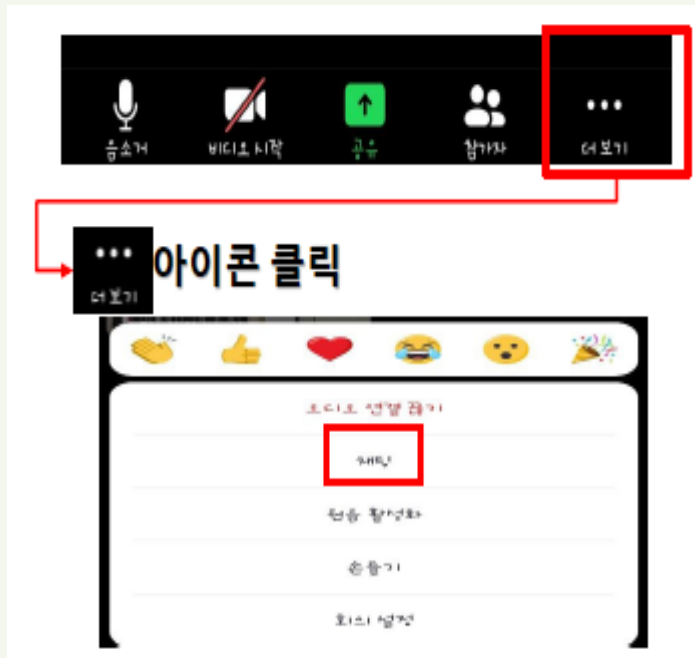 음소거 비디오 시작 공유 참가자 더 보기
더 보기 아이콘 클릭
오디오 연결 끊기
채팅
원음 활성화
손들기
회의 설정